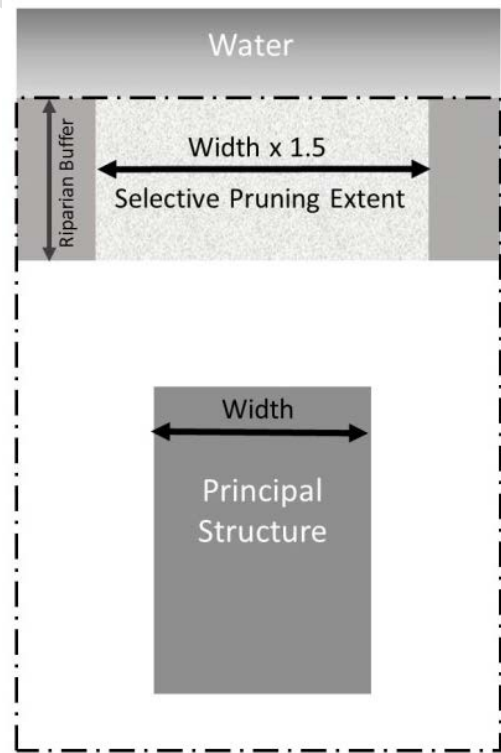 Water
Riparian Buffer
Width x 1.5
Selective Pruning Extent
Width
Principal
Structure